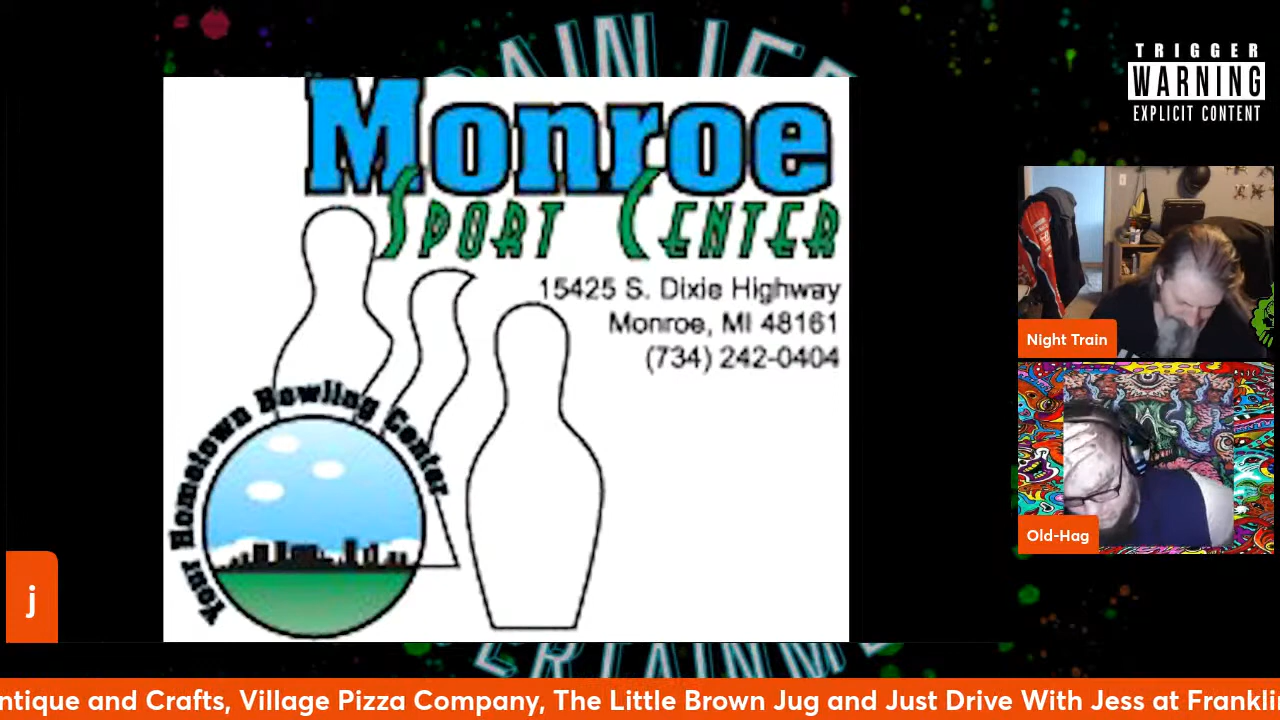 TRIGGER
WARNING
EXPLICIT CONTENT
Monroe
SPORT CENTER
15425 S. Dixie Highway
Monroe, MI 48161
(734) 242-0404
Your Hometown Bowling Center
Night Train
Old-Hag
j
ntique and Crafts, Village Pizza Company, The Little Brown Jug and Just Drive With Jess at Franklin